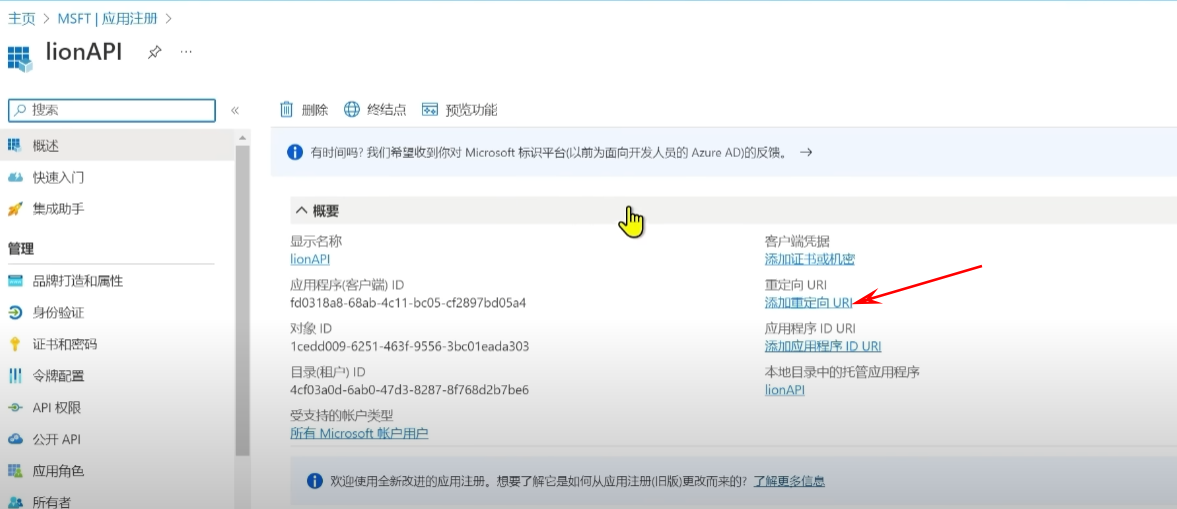 主页 > MSFT | 应用注册 >
lionAPI
搜索
«
概述
快速入门
集成助手
管理
品牌打造和属性
身份验证
证书和密码
令牌配置
API 权限
公开 API
应用角色
所有者
删除 终结点 预览功能
有时间吗? 我们希望收到你对 Microsoft 标识平台(以前为面向开发人员的 Azure AD)的反馈。 →
概要
显示名称
lionAPI
应用程序(客户端) ID
fd0318a8-68ab-4c11-bc05-cf2897bd05a4
对象 ID
1cedd009-6251-463f-9556-3bc01eada303
目录(租户) ID
4cf03a0d-6ab0-47d3-8287-8f768d2b7be6
受支持的帐户类型
所有 Microsoft 帐户用户
客户端凭据
添加证书或机密
重定向 URI
添加重定向 URI
应用程序 ID URI
添加应用程序 ID URI
本地目录中的托管应用程序
lionAPI
欢迎使用全新改进的应用注册。想要了解它是如何从应用注册(旧版)更改而来的? 了解更多信息